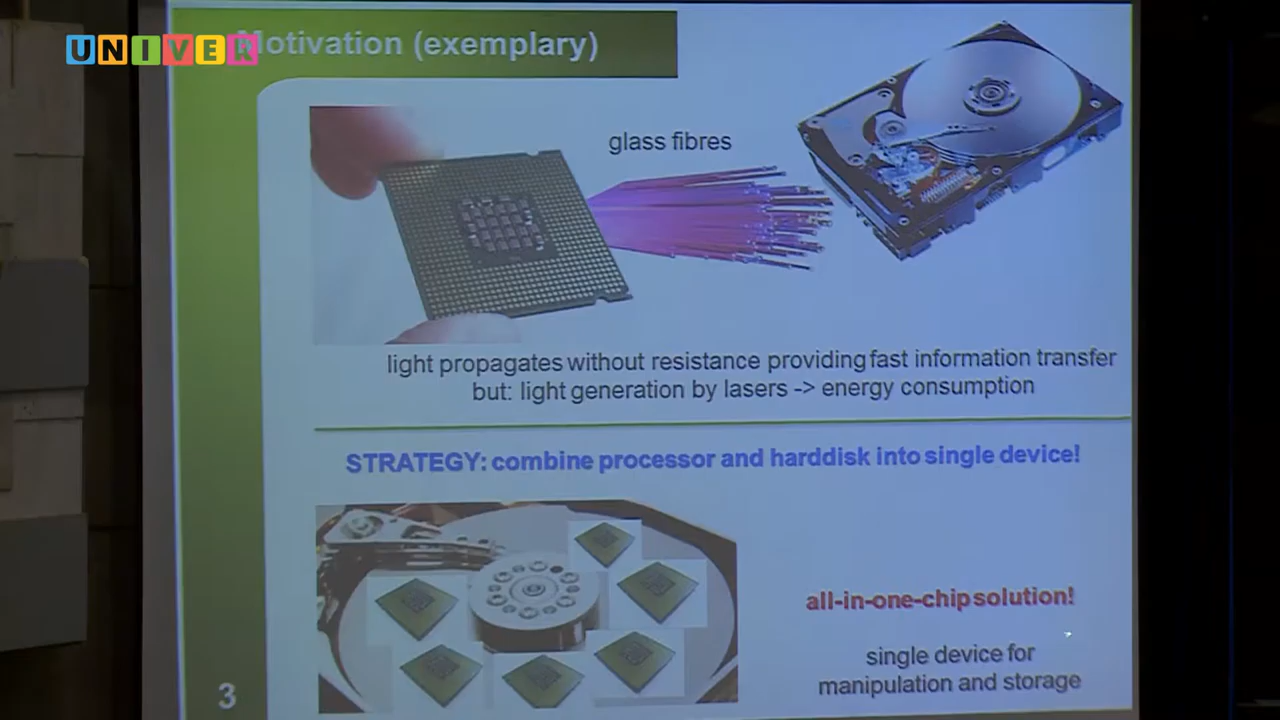 UNIVER
Motivation (exemplary)
glass fibres
light propagates without resistance providing fast information transfer
but: light generation by lasers -> energy consumption
STRATEGY: combine processor and harddisk into single device!
all-in-one-chip solution!
single device for
manipulation and storage
3